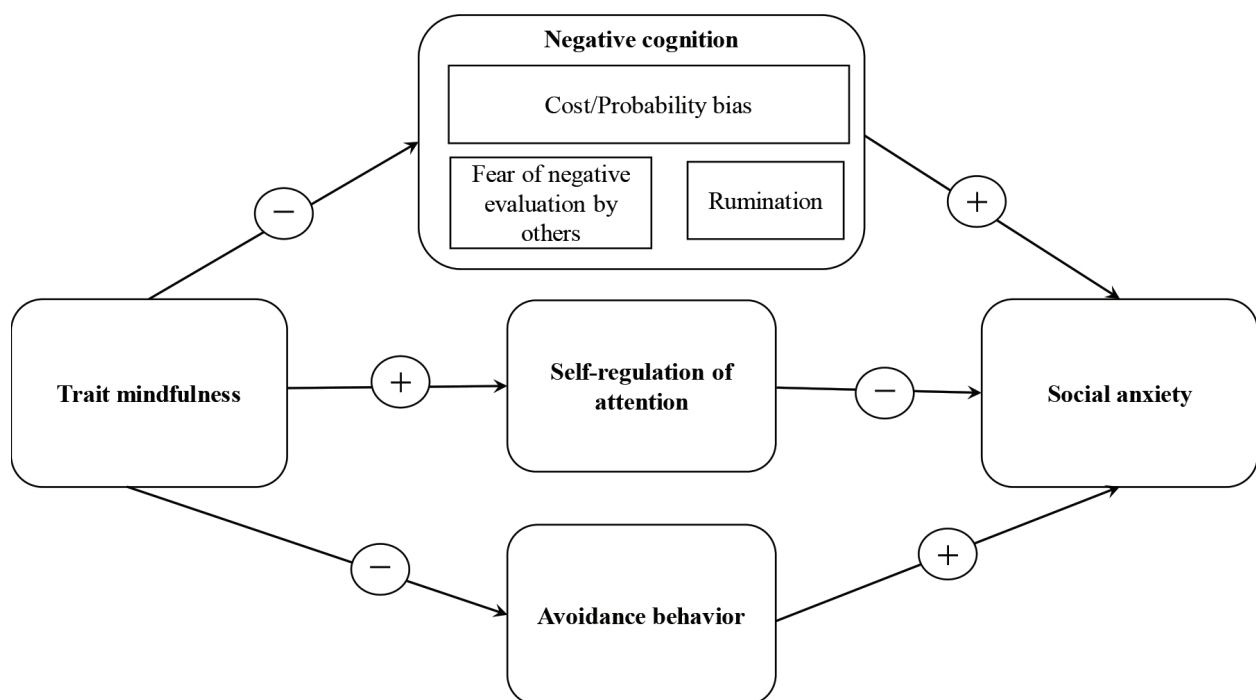 Negative cognition
Cost/Probability bias
Fear of negative
evaluation by
others
Rumination
−
+
Trait mindfulness
+
Self-regulation of
attention
−
Social anxiety
−
Avoidance behavior
+